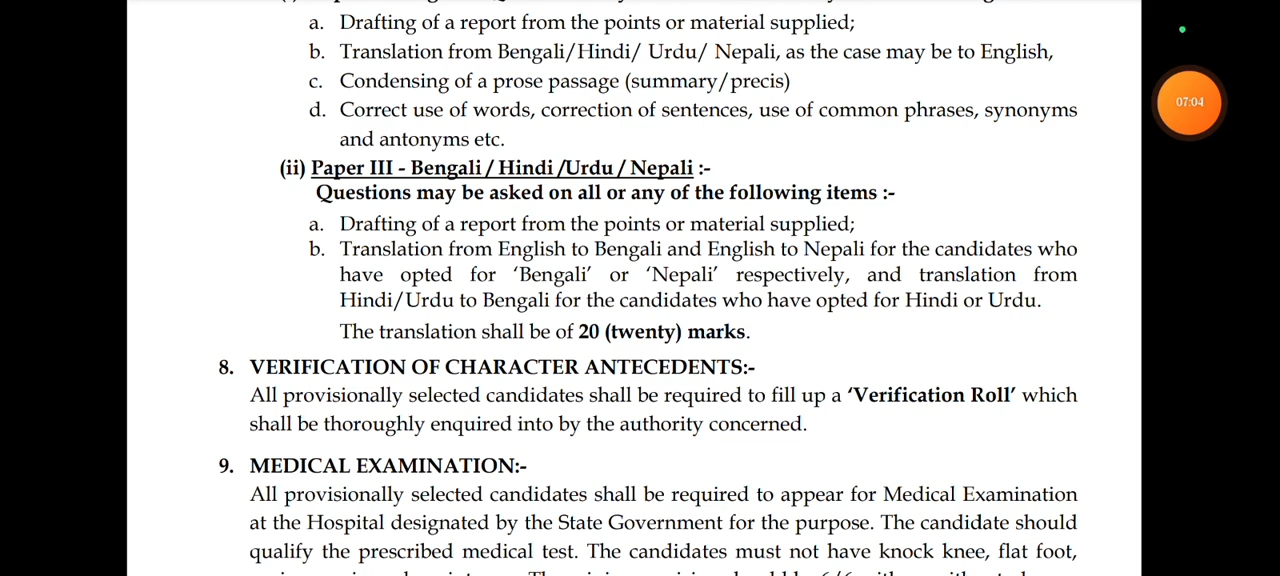 a. Drafting of a report from the points or material supplied;
b. Translation from Bengali/Hindi/ Urdu/ Nepali, as the case may be to English,
c. Condensing of a prose passage (summary/precis)
d. Correct use of words, correction of sentences, use of common phrases, synonyms
and antonyms etc.
(ii) Paper III - Bengali / Hindi /Urdu / Nepali :-
Questions may be asked on all or any of the following items :-
a. Drafting of a report from the points or material supplied;
b. Translation from English to Bengali and English to Nepali for the candidates who
have opted for ‘Bengali’ or ‘Nepali’ respectively, and translation from
Hindi/Urdu to Bengali for the candidates who have opted for Hindi or Urdu.
The translation shall be of 20 (twenty) marks.
8. VERIFICATION OF CHARACTER ANTECEDENTS:-
All provisionally selected candidates shall be required to fill up a ‘Verification Roll’ which
shall be thoroughly enquired into by the authority concerned.
9. MEDICAL EXAMINATION:-
All provisionally selected candidates shall be required to appear for Medical Examination
at the Hospital designated by the State Government for the purpose. The candidate should
qualify the prescribed medical test. The candidates must not have knock knee, flat foot,
07:04